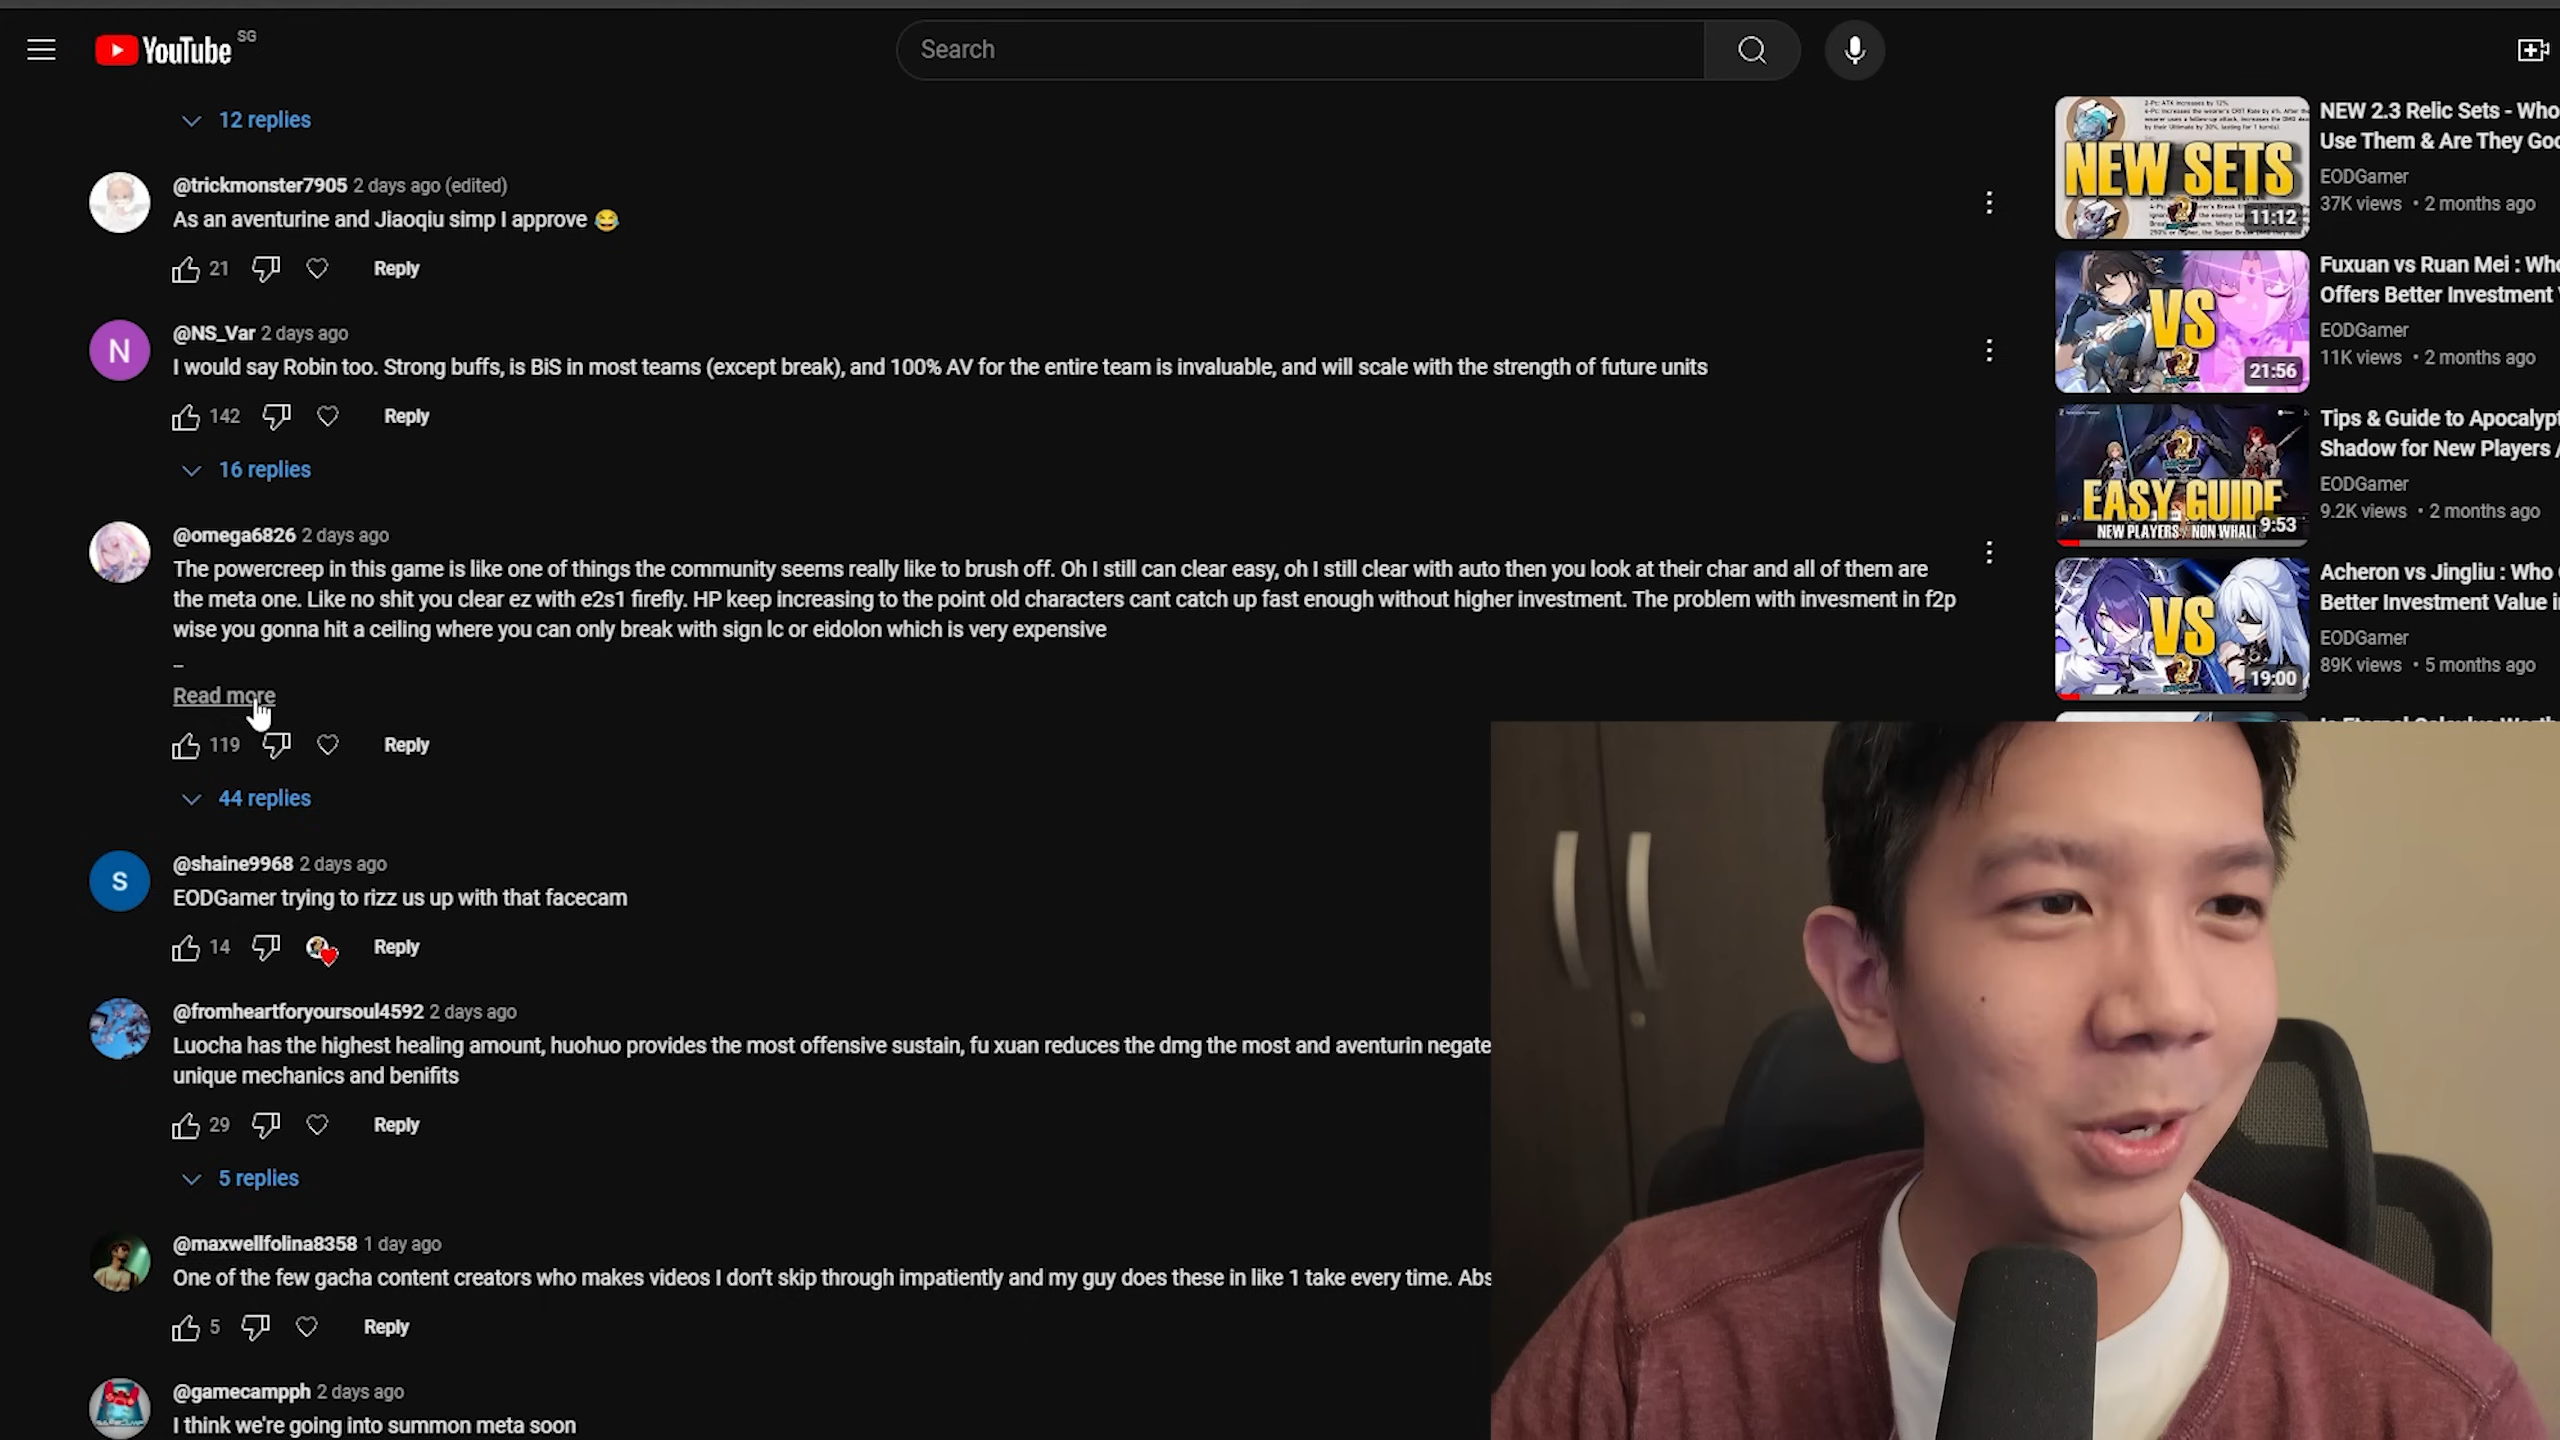 YouTube SG
Search
12 replies
@trickmonster7905 2 days ago (edited)
As an aventurine and Jiaoqiu simp I approve 😂
21
Reply
N
@NS_Var 2 days ago
I would say Robin too. Strong buffs, is BiS in most teams (except break), and 100% AV for the entire team is invaluable, and will scale with the strength of future units
142
Reply
16 replies
@omega6826 2 days ago
The powercreep in this game is like one of things the community seems really like to brush off. Oh I still can clear easy, oh I still clear with auto then you look at their char and all of them are
the meta one. Like no shit you clear ez with e2s1 firefly. HP keep increasing to the point old characters cant catch up fast enough without higher investment. The problem with invesment in f2p
wise you gonna hit a ceiling where you can only break with sign lc or eidolon which is very expensive
_
Read more
119
Reply
44 replies
S
@shaine9968 2 days ago
EODGamer trying to rizz us up with that facecam
14
Reply
@fromheartforyoursoul4592 2 days ago
Luocha has the highest healing amount, huohuo provides the most offensive sustain, fu xuan reduces the dmg the most and aventurin negate
unique mechanics and benifits
29
Reply
5 replies
@maxwellfolina8358 1 day ago
One of the few gacha content creators who makes videos I don't skip through impatiently and my guy does these in like 1 take every time. Abs
5
Reply
@gamecampph 2 days ago
I think we're going into summon meta soon
2-Pc: ATK increases by 12%.
NEW SETS
11:12
NEW 2.3 Relic Sets - Who
Use Them & Are They Goo
EODGamer
37K views • 2 months ago
VS
21:56
Fuxuan vs Ruan Mei : Who
Offers Better Investment
EODGamer
11K views • 2 months ago
EASY GUIDE
NEW PLAYERS / NON WHAL
9:53
Tips & Guide to Apocalypt
Shadow for New Players /
EODGamer
9.2K views • 2 months ago
VS
19:00
Acheron vs Jingliu : Who
Better Investment Value i
EODGamer
89K views • 5 months ago